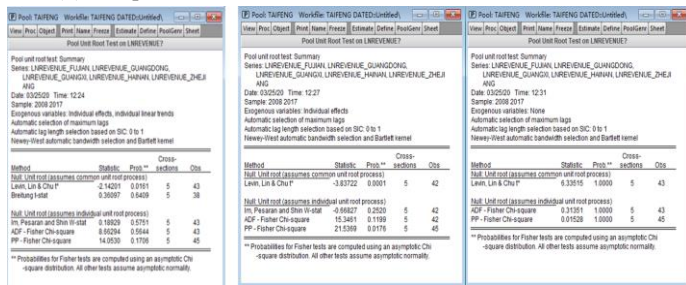 Pool: TAIFENG Workfile: TAIFENG DATED::Untitled\
View Proc Object Print Name Freeze Estimate Define PoolGenr Sheet
Pool Unit Root Test on LNREVENUE?
Pool unit root test: Summary
Series: LNREVENUE_FUJIAN, LNREVENUE_GUANGDONG,
LNREVENUE_GUANGXI, LNREVENUE_HAINAN, LNREVENUE_ZHEJI
ANG
Date: 03/25/20 Time: 12:24
Sample: 2008 2017
Exogenous variables: Individual effects, individual linear trends
Automatic selection of maximum lags
Automatic lag length selection based on SIC: 0 to 1
Newey-West automatic bandwidth selection and Bartlett kernel
Cross-
Method Statistic Prob.** sections Obs
Null: Unit root (assumes common unit root process)
Levin, Lin & Chu t* -2.14201 0.0161 5 43
Breitung t-stat 0.36097 0.6409 5 38
Null: Unit root (assumes individual unit root process)
Im, Pesaran and Shin W-stat 0.18929 0.5751 5 43
ADF - Fisher Chi-square 8.66294 0.5644 5 43
PP - Fisher Chi-square 14.0530 0.1706 5 45
** Probabilities for Fisher tests are computed using an asymptotic Chi
-square distribution. All other tests assume asymptotic normality.
Pool: TAIFENG Workfile: TAIFENG DATED::Untitled\
View Proc Object Print Name Freeze Estimate Define PoolGenr Sheet
Pool Unit Root Test on LNREVENUE?
Pool unit root test: Summary
Series: LNREVENUE_FUJIAN, LNREVENUE_GUANGDONG,
LNREVENUE_GUANGXI, LNREVENUE_HAINAN, LNREVENUE_ZHEJI
ANG
Date: 03/25/20 Time: 12:27
Sample: 2008 2017
Exogenous variables: Individual effects
Automatic selection of maximum lags
Automatic lag length selection based on SIC: 0 to 1
Newey-West automatic bandwidth selection and Bartlett kernel
Cross-
Method Statistic Prob.** sections Obs
Null: Unit root (assumes common unit root process)
Levin, Lin & Chu t* -3.63722 0.0001 5 42
Null: Unit root (assumes individual unit root process)
Im, Pesaran and Shin W-stat -0.66827 0.2520 5 42
ADF - Fisher Chi-square 15.3451 0.1199 5 42
PP - Fisher Chi-square 21.5369 0.0176 5 45
** Probabilities for Fisher tests are computed using an asymptotic Chi
-square distribution. All other tests assume asymptotic normality.
Pool: TAIFENG Workfile: TAIFENG DATED::Untitled\
View Proc Object Print Name Freeze Estimate Define PoolGenr Sheet
Pool Unit Root Test on LNREVENUE?
Pool unit root test: Summary
Series: LNREVENUE_FUJIAN, LNREVENUE_GUANGDONG,
LNREVENUE_GUANGXI, LNREVENUE_HAINAN, LNREVENUE_ZHEJI
ANG
Date: 03/25/20 Time: 12:31
Sample: 2008 2017
Exogenous variables: None
Automatic selection of maximum lags
Automatic lag length selection based on SIC: 0 to 1
Newey-West automatic bandwidth selection and Bartlett kernel
Cross-
Method Statistic Prob.** sections Obs
Null: Unit root (assumes common unit root process)
Levin, Lin & Chu t* 6.33515 1.0000 5 43
Null: Unit root (assumes individual unit root process)
ADF - Fisher Chi-square 0.31351 1.0000 5 43
PP - Fisher Chi-square 0.01528 1.0000 5 45
** Probabilities for Fisher tests are computed using an asymptotic Chi
-square distribution. All other tests assume asymptotic normality.